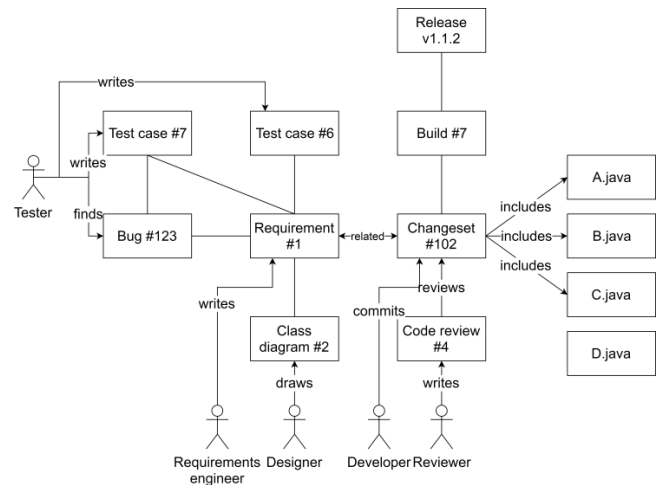 Release
v1.1.2
writes
Test case #7
Test case #6
Build #7
writes
A.java
Tester
finds
includes
Bug #123
Requirement
#1
related
Changeset
#102
includes
B.java
includes
writes
reviews
C.java
commits
Class
diagram #2
Code review
#4
D.java
draws
writes
Requirements
engineer
Designer
Developer
Reviewer